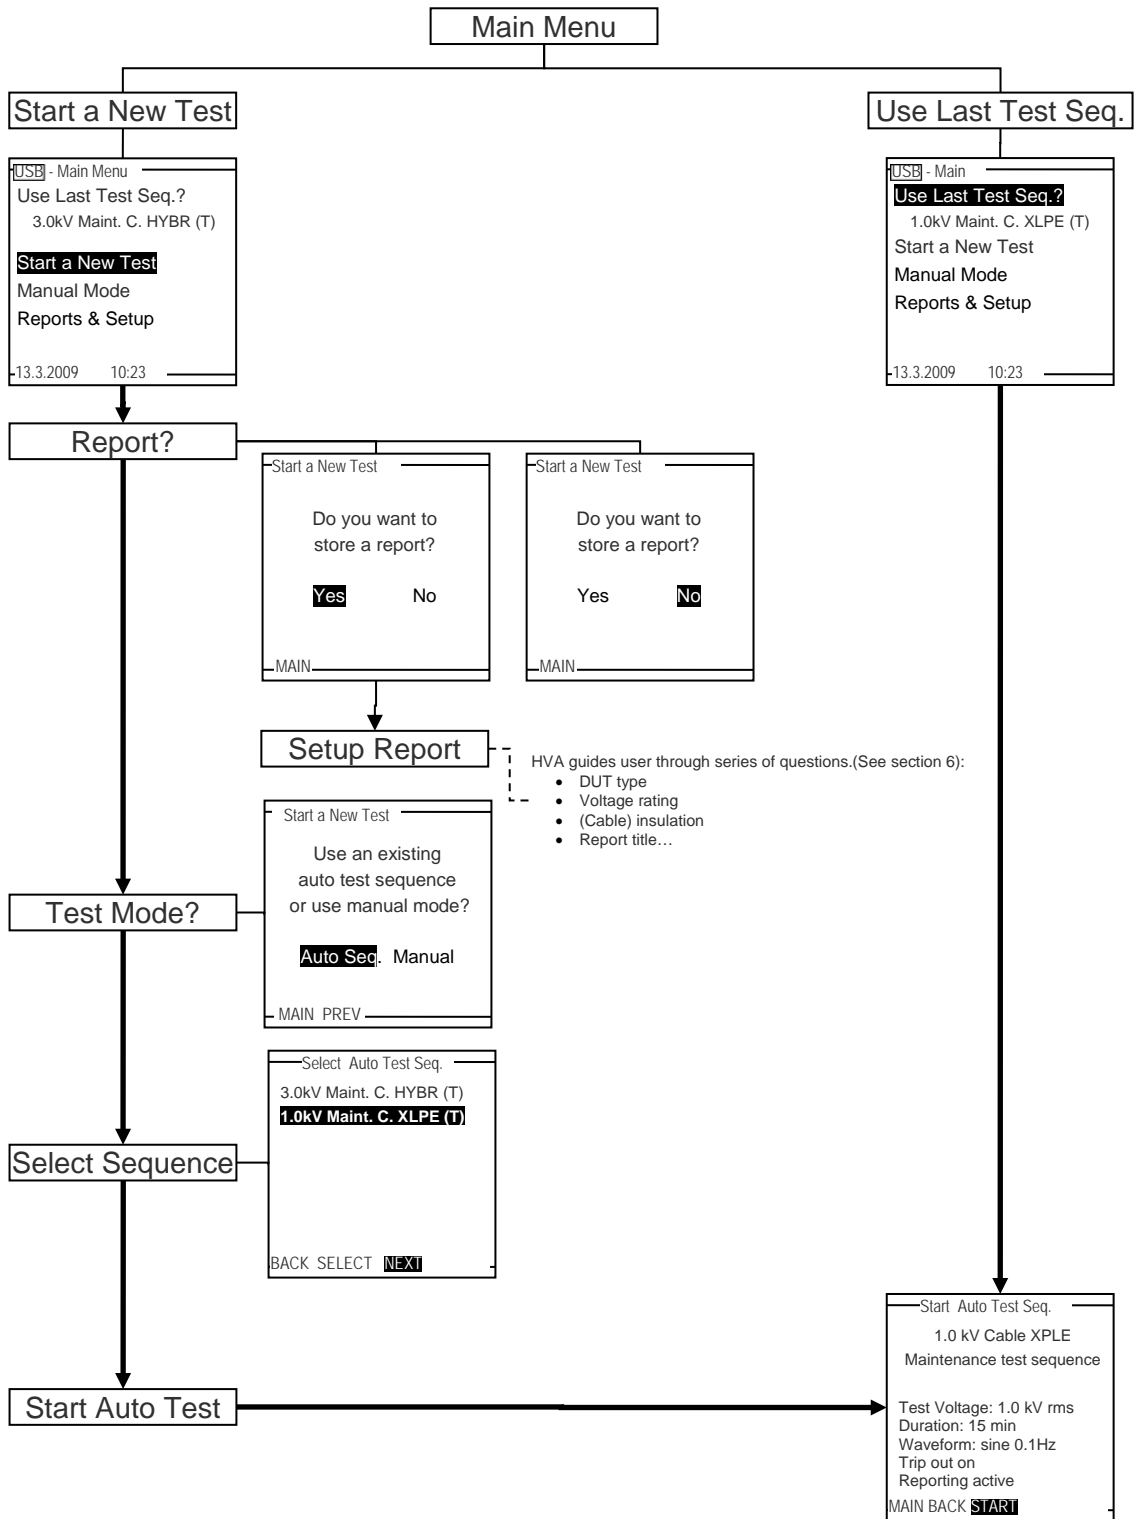 Main Menu
Start a New Test
Use Last Test Seq.
USB - Main Menu
Use Last Test Seq.?
3.0kV Maint. C. HYBR (T)
Start a New Test
Manual Mode
Reports & Setup
13.3.2009 10:23
USB - Main
Use Last Test Seq.?
1.0kV Maint. C. XLPE (T)
Start a New Test
Manual Mode
Reports & Setup
13.3.2009 10:23
Report?
Start a New Test
Do you want to
store a report?
Yes No
MAIN
Start a New Test
Do you want to
store a report?
Yes No
MAIN
Setup Report
HVA guides user through series of questions.(See section 6):
• DUT type
• Voltage rating
• (Cable) insulation
• Report title…
Test Mode?
Start a New Test
Use an existing
auto test sequence
or use manual mode?
Auto Seq. Manual
MAIN PREV
Select Sequence
Select Auto Test Seq.
3.0kV Maint. C. HYBR (T)
1.0kV Maint. C. XLPE (T)
BACK SELECT NEXT
Start Auto Test
Start Auto Test Seq.
1.0 kV Cable XPLE
Maintenance test sequence
Test Voltage: 1.0 kV rms
Duration: 15 min
Waveform: sine 0.1Hz
Trip out on
Reporting active
MAIN BACK START